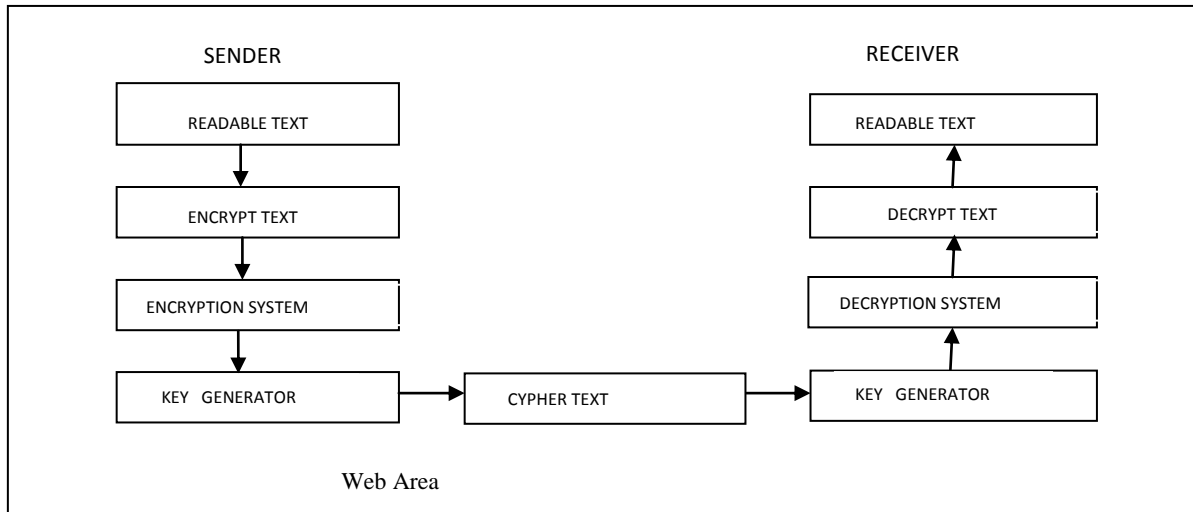 SENDER
READABLE TEXT
ENCRYPT TEXT
ENCRYPTION SYSTEM
KEY GENERATOR
CYPHER TEXT
RECEIVER
READABLE TEXT
DECRYPT TEXT
DECRYPTION SYSTEM
KEY GENERATOR
Web Area